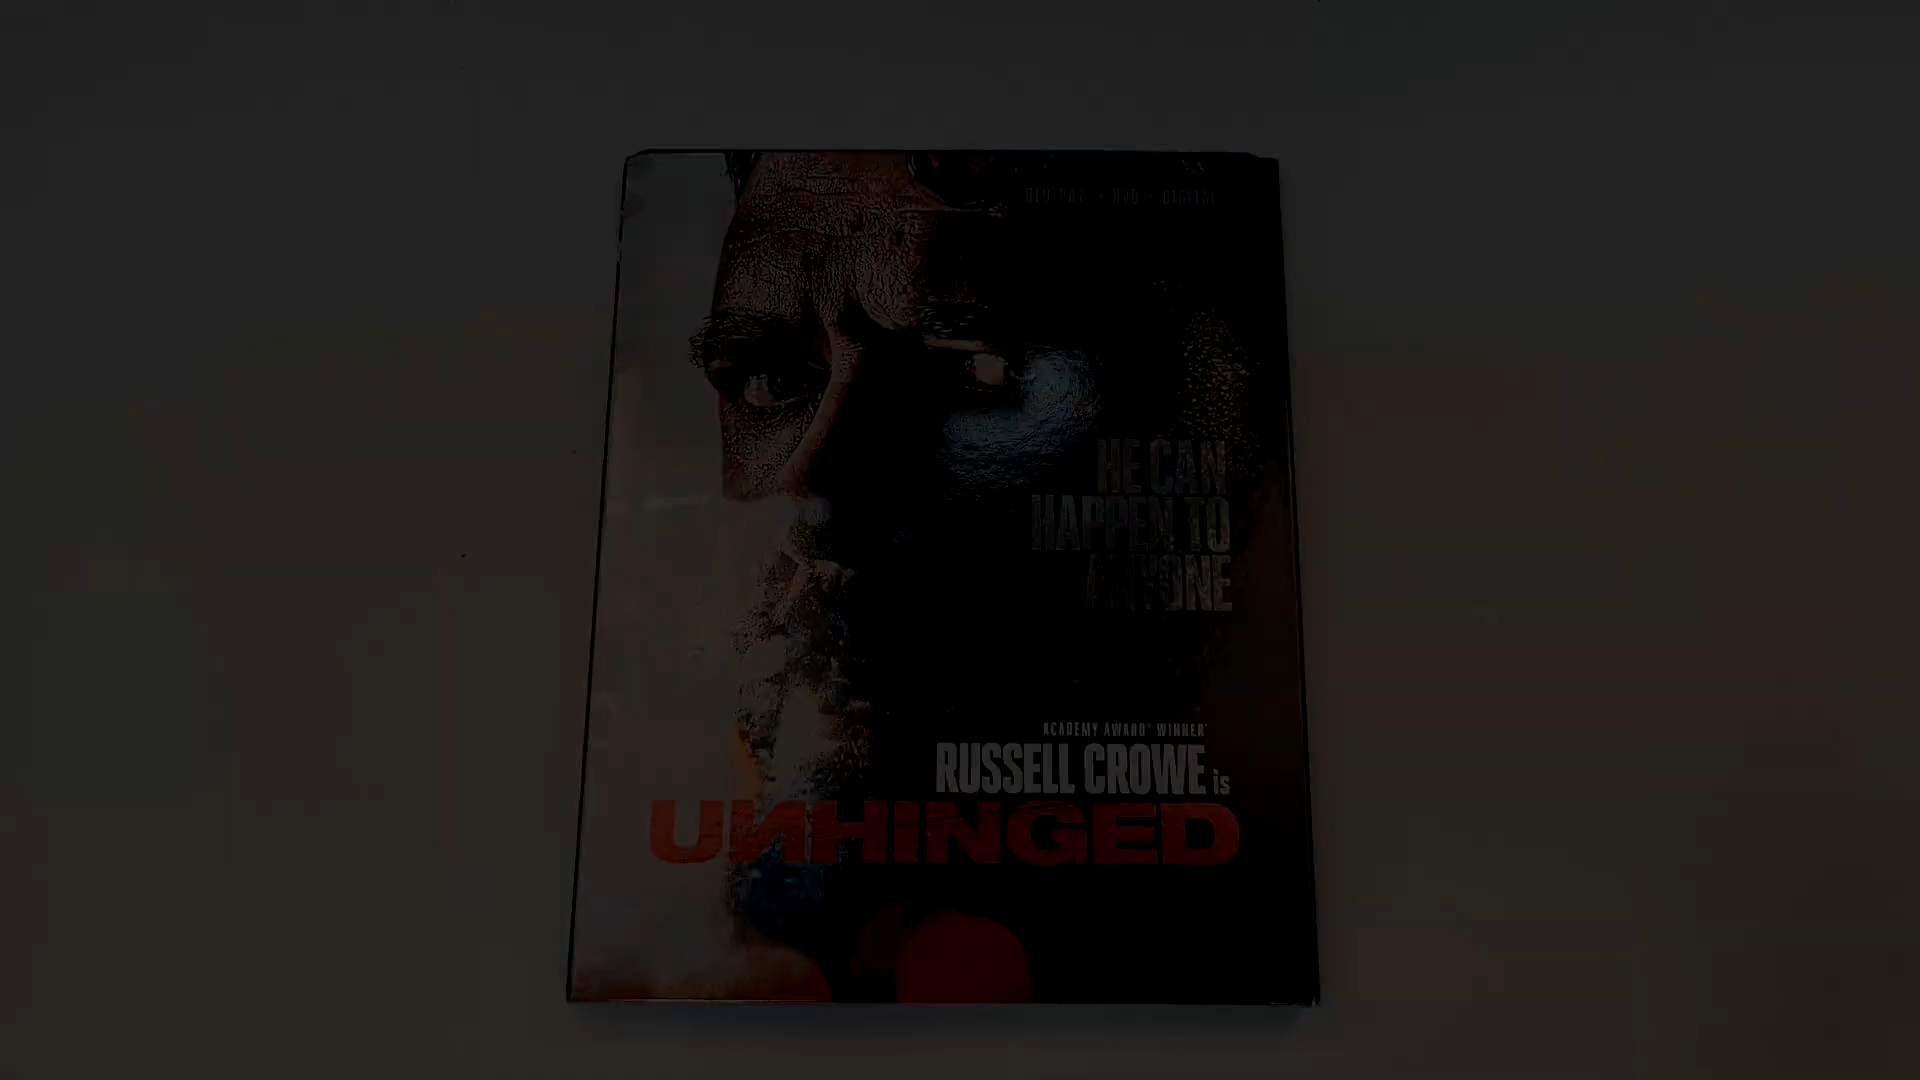 BLU-RAY + DVD + DIGITAL
HE CAN
HAPPEN TO
ANYONE
ACADEMY AWARD® WINNER®
RUSSELL CROWE is
UNHINGED